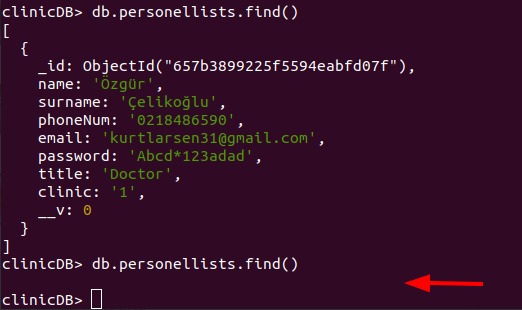 clinicDB> db.personellists.find()
[
  {
    _id: ObjectId("657b3899225f5594eabfd07f"),
    name: 'Özgür',
    surname: 'Çelikoğlu',
    phoneNum: '0218486590',
    email: 'kurtlarsen31@gmail.com',
    password: 'Abcd*123adad',
    title: 'Doctor',
    clinic: '1',
    __v: 0
  }
]
clinicDB> db.personellists.find()
clinicDB>